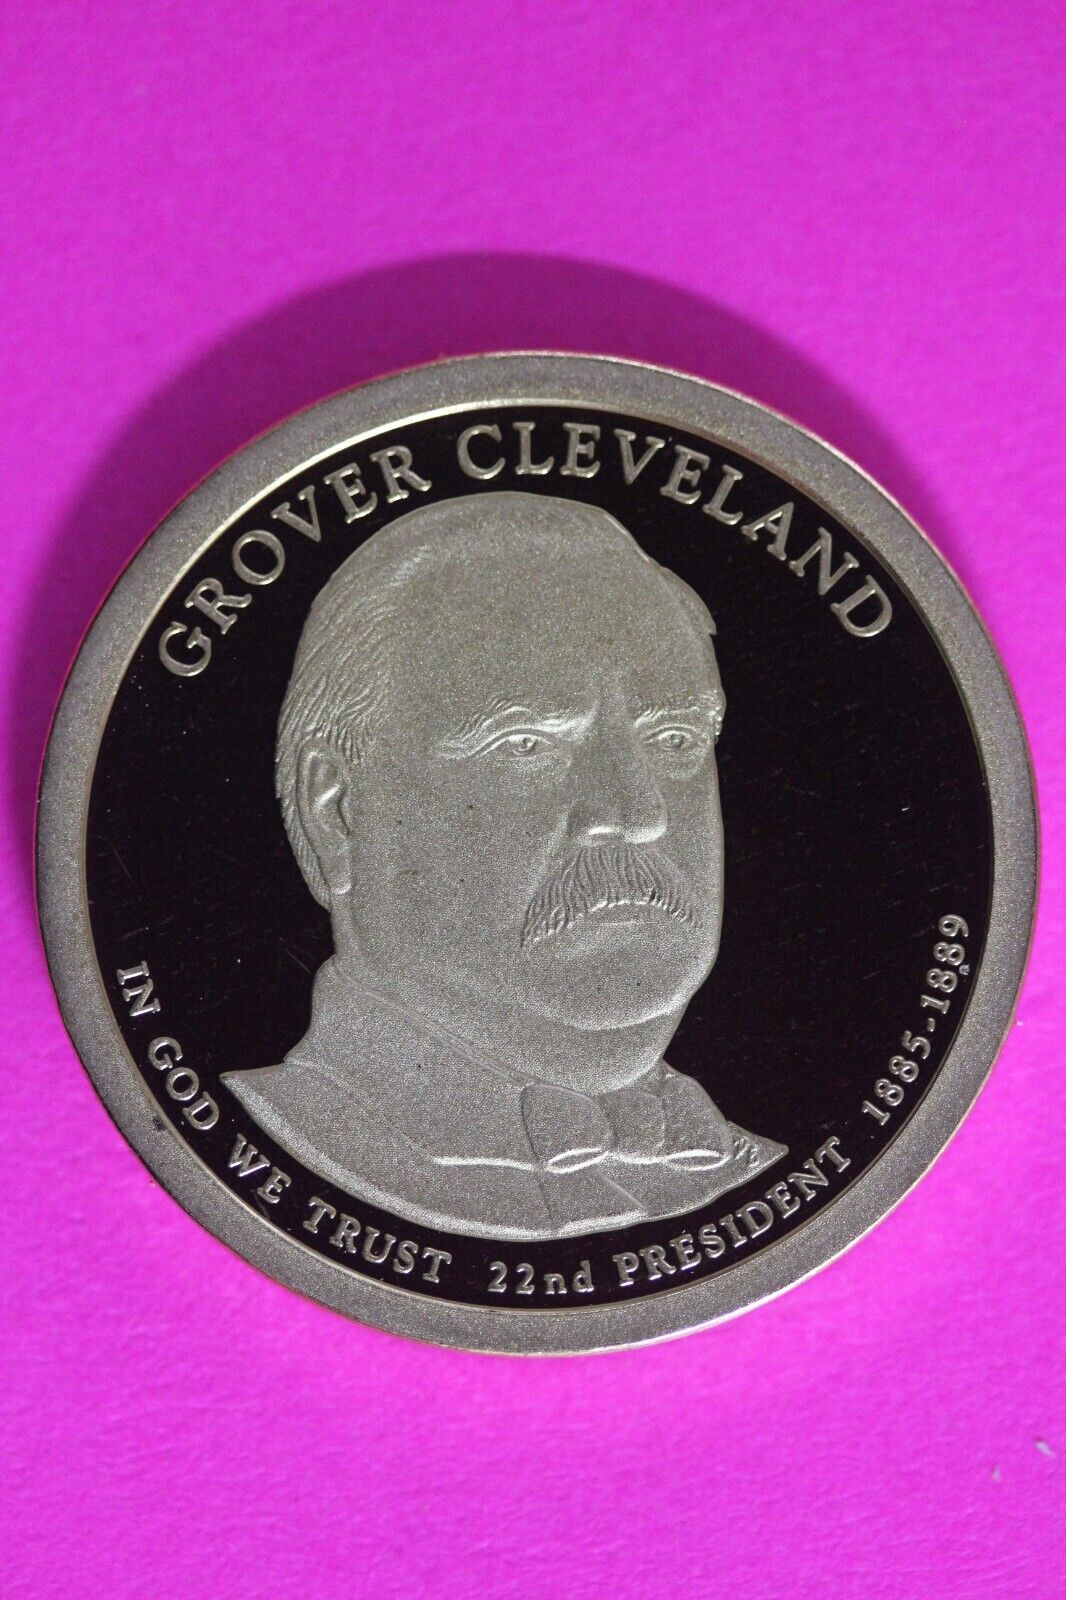 GROVER CLEVELAND
IN GOD WE TRUST 22nd PRESIDENT 1885-1889